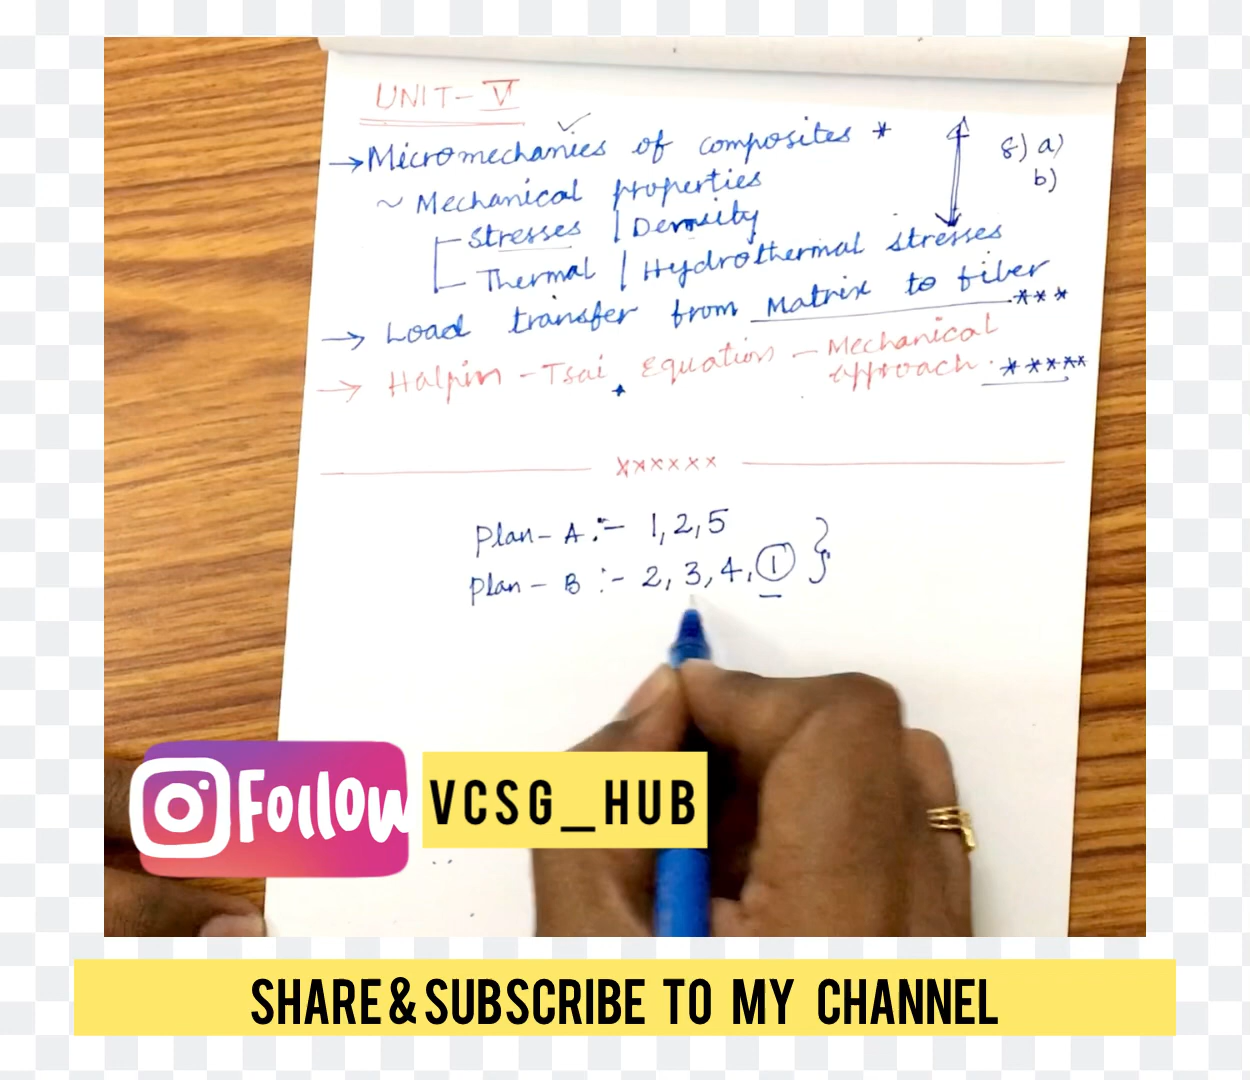 UNIT - V
→ Micromechanies of composites *
~ Mechanical properties
Stresses | Density
Thermal | Hydrothermal stresses
→ Load transfer from Matrix to fiber ***
→ Halpin - Tsai Equation - Mechanical
approach. *****
8) a)
b)
xxxxxx
Plan - A :- 1, 2, 5
Plan - B :- 2, 3, 4, 1
Follow
VCSG_HUB
SHARE & SUBSCRIBE TO MY CHANNEL